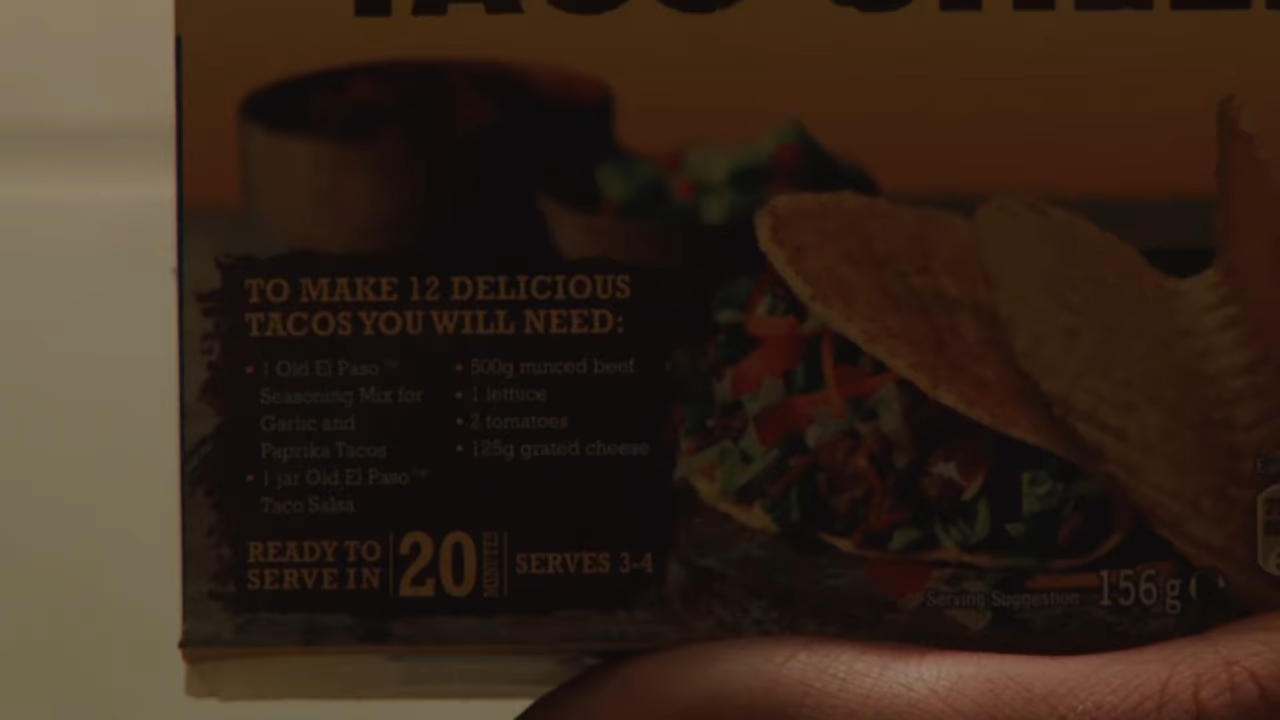 TACO SHELL
TO MAKE 12 DELICIOUS
TACOS YOU WILL NEED:
• 1 Old El Paso™
Seasoning Mix for
Garlic and
Paprika Tacos
• 1 jar Old El Paso™
Taco Salsa
• 500g minced beef
• 1 lettuce
• 2 tomatoes
• 125g grated cheese
READY TO
SERVE IN
20
MINUTES
SERVES 3-4
Serving Suggestion
156g